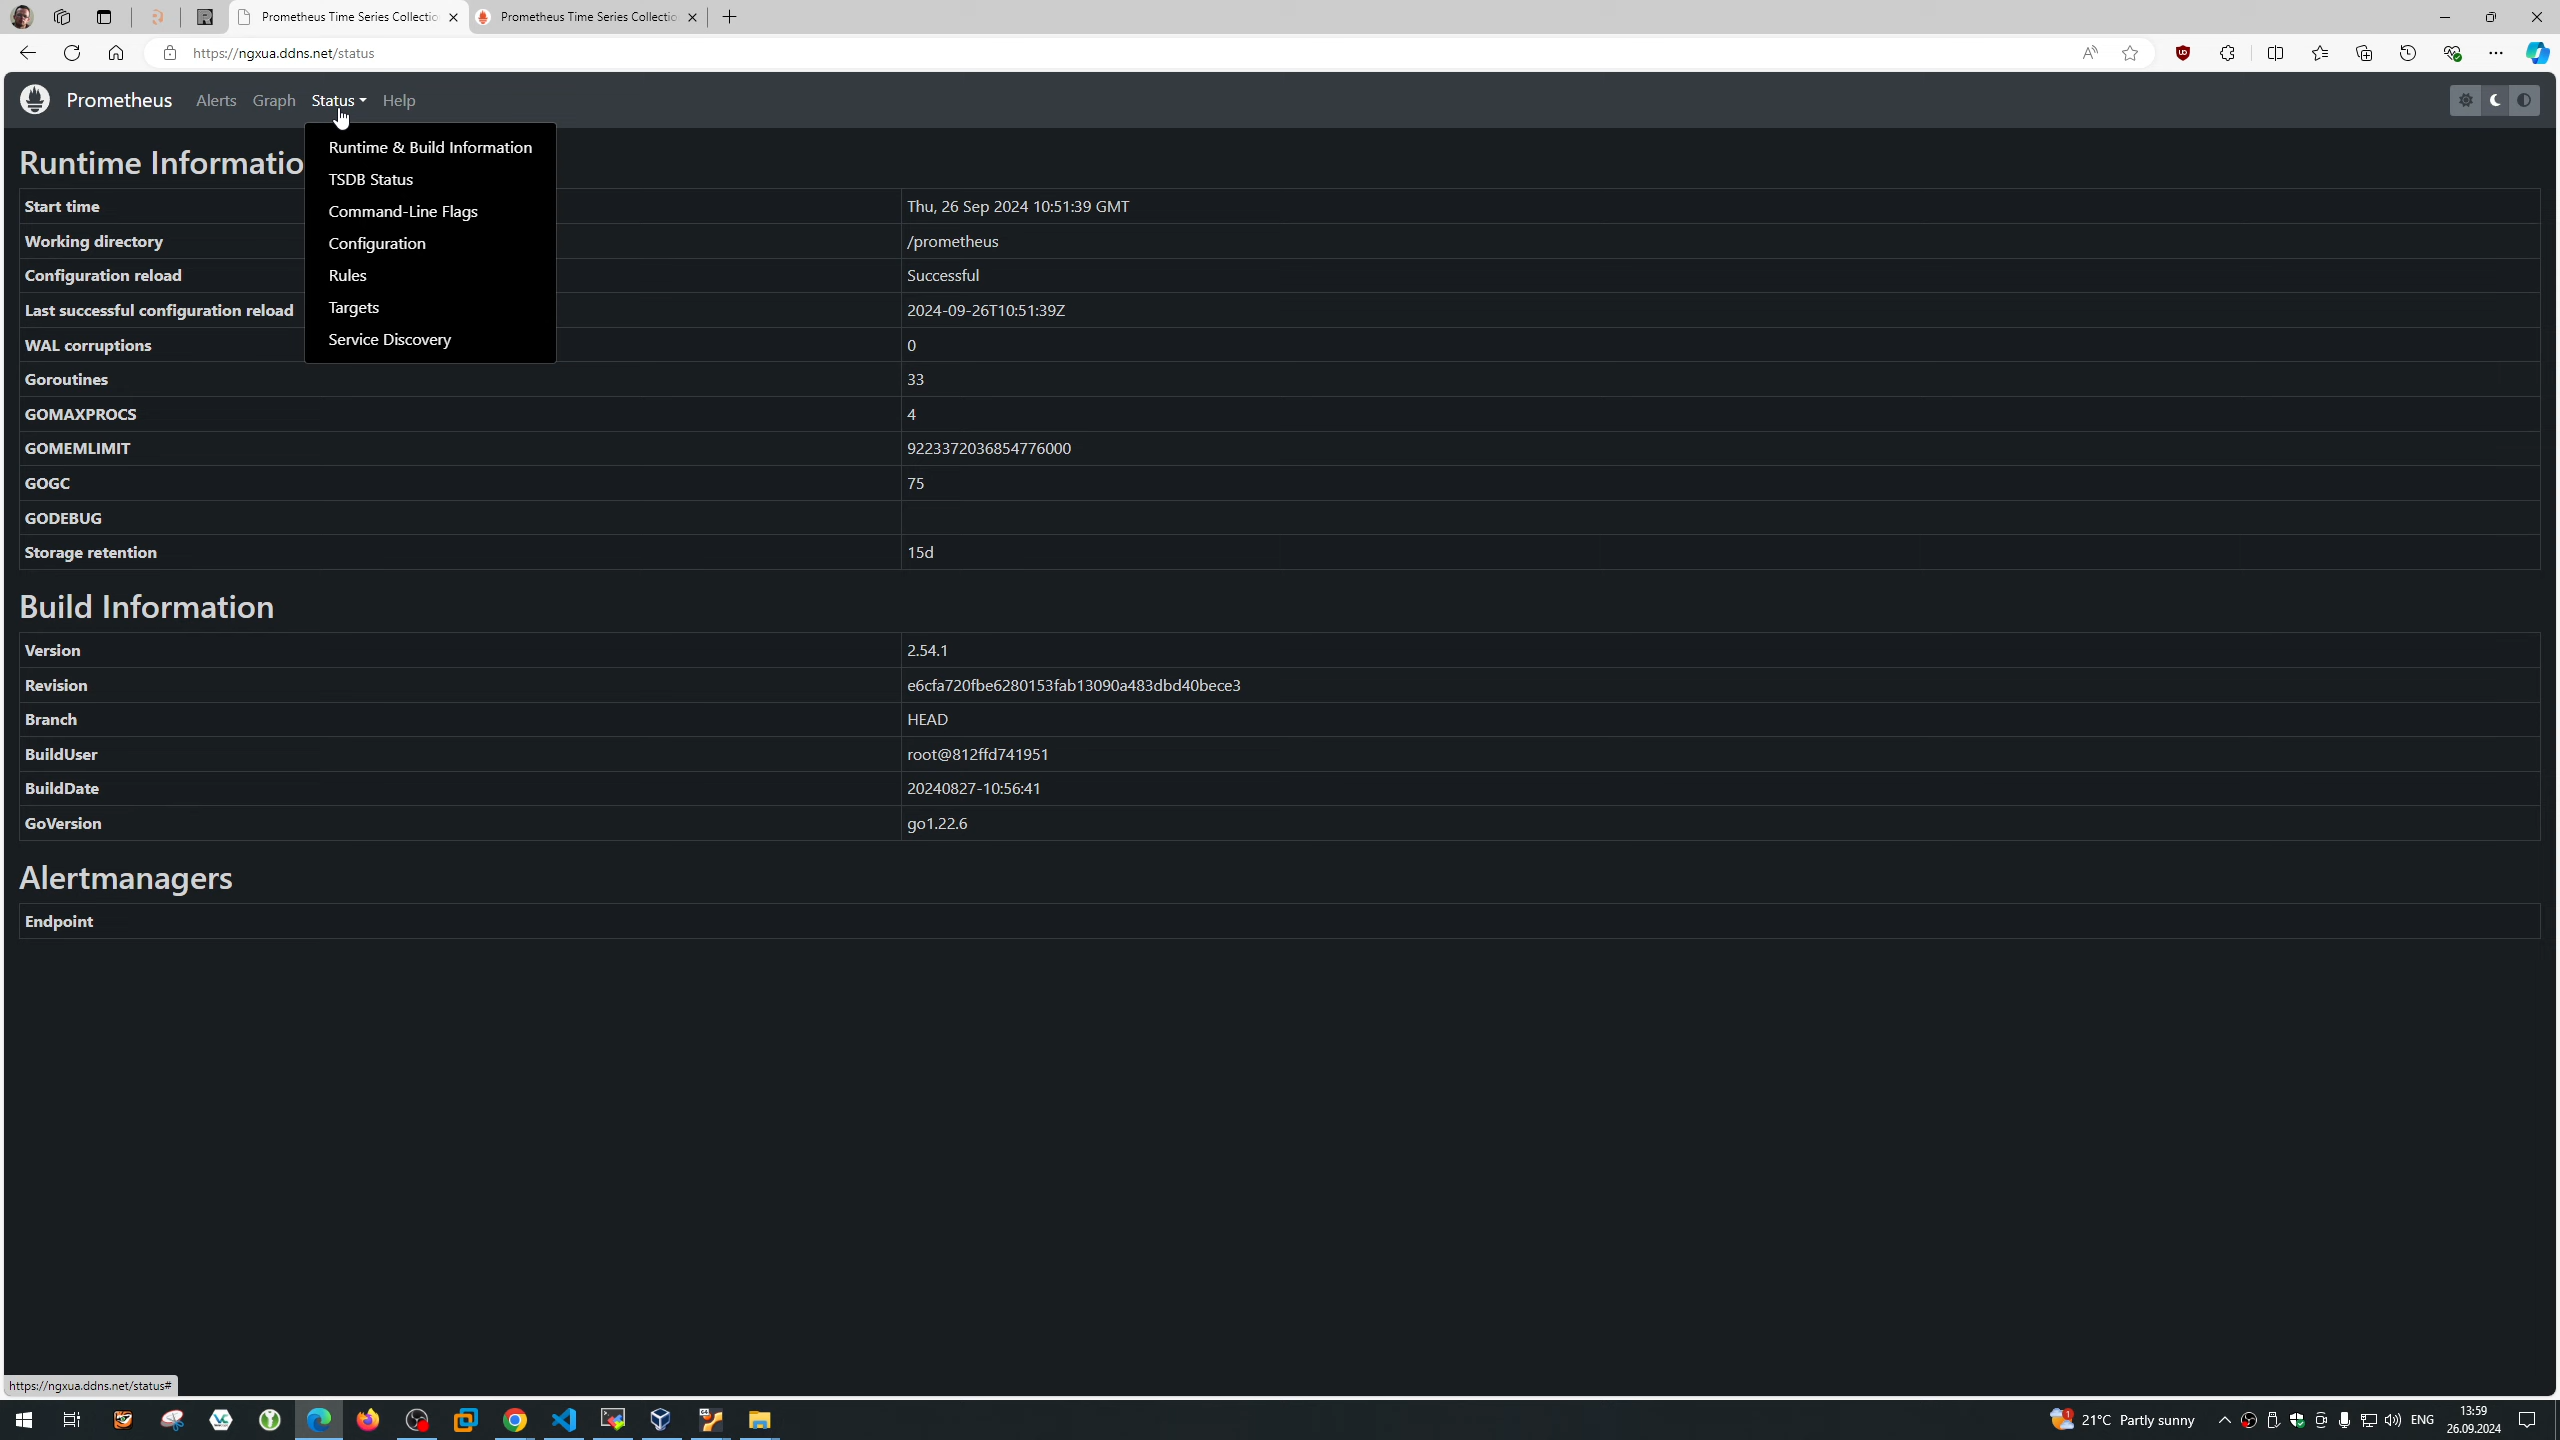 Prometheus Time Series Collectio
Prometheus Time Series Collectio
https://ngxua.ddns.net/status
Prometheus Alerts Graph Status Help
Runtime & Build Information
TSDB Status
Command-Line Flags
Configuration
Rules
Targets
Service Discovery
Runtime Informatio
Start time Thu, 26 Sep 2024 10:51:39 GMT
Working directory /prometheus
Configuration reload Successful
Last successful configuration reload 2024-09-26T10:51:39Z
WAL corruptions 0
Goroutines 33
GOMAXPROCS 4
GOMEMLIMIT 9223372036854776000
GOGC 75
GODEBUG
Storage retention 15d
Build Information
Version 2.54.1
Revision e6cfa720fbe6280153fab13090a483dbd40bece3
Branch HEAD
BuildUser root@812ffd741951
BuildDate 20240827-10:56:41
GoVersion go1.22.6
Alertmanagers
Endpoint
https://ngxua.ddns.net/status#
1 21°C Partly sunny ENG 13:59
26.09.2024